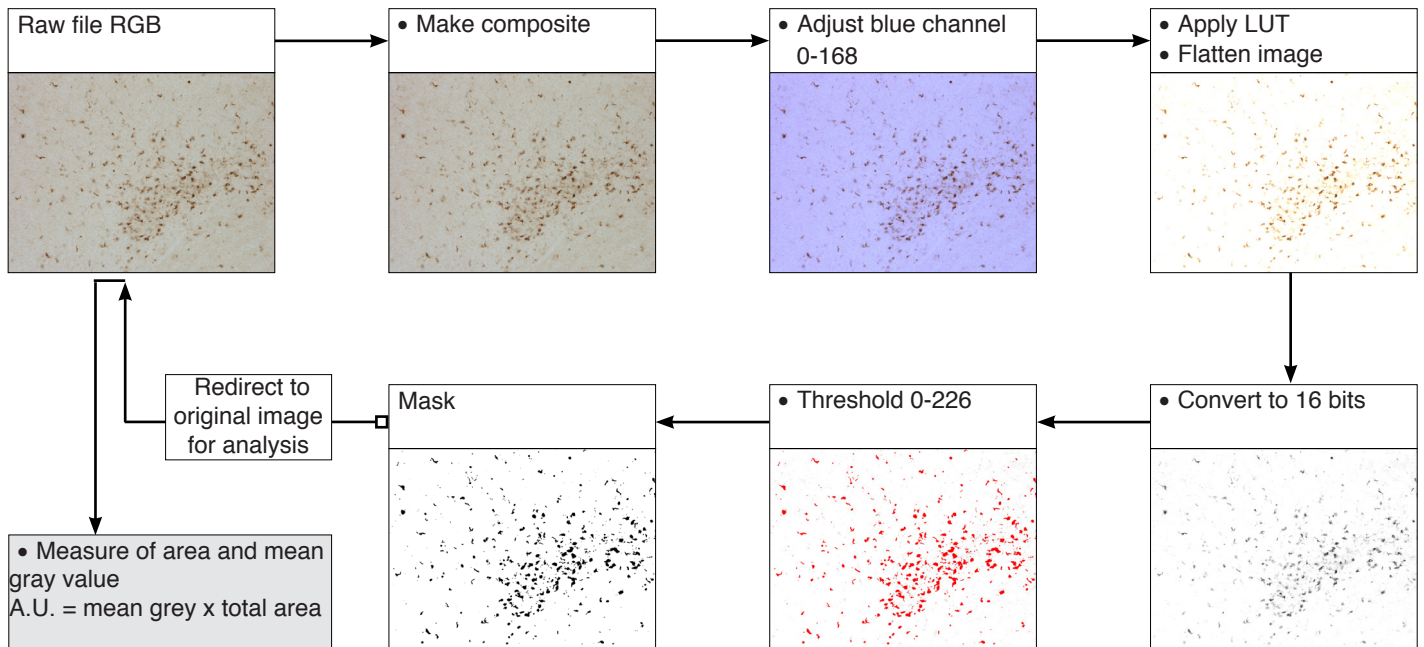 Raw file RGB
• Make composite
• Adjust blue channel
0-168
• Apply LUT
• Flatten image
• Convert to 16 bits
• Threshold 0-226
Mask
Redirect to
original image
for analysis
• Measure of area and mean
gray value
A.U. = mean grey x total area